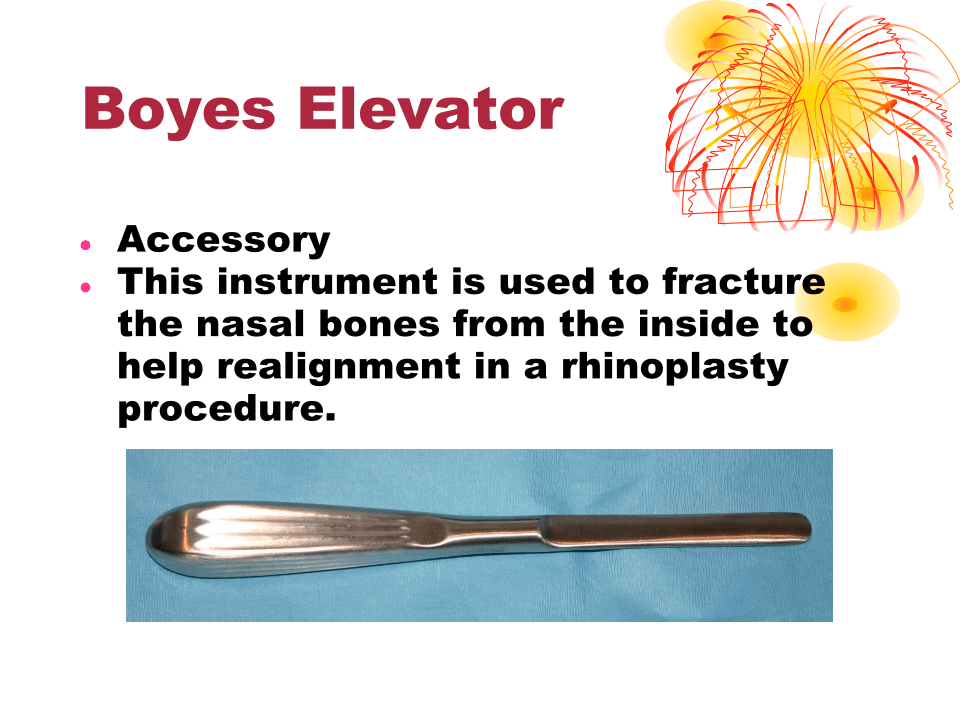 Boyes Elevator
Accessory
This instrument is used to fracture
the nasal bones from the inside to
help realignment in a rhinoplasty
procedure.